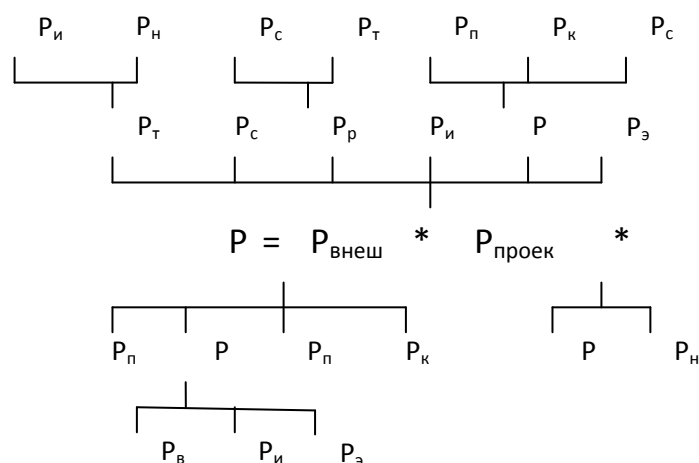 Pи Pн Pс Pт Pп Pк Pс
Pт Pс Pр Pи P Pэ
P = Pвнеш * Pпроек *
Pп P Pп Pк P Pн
Pв Pи Pэ